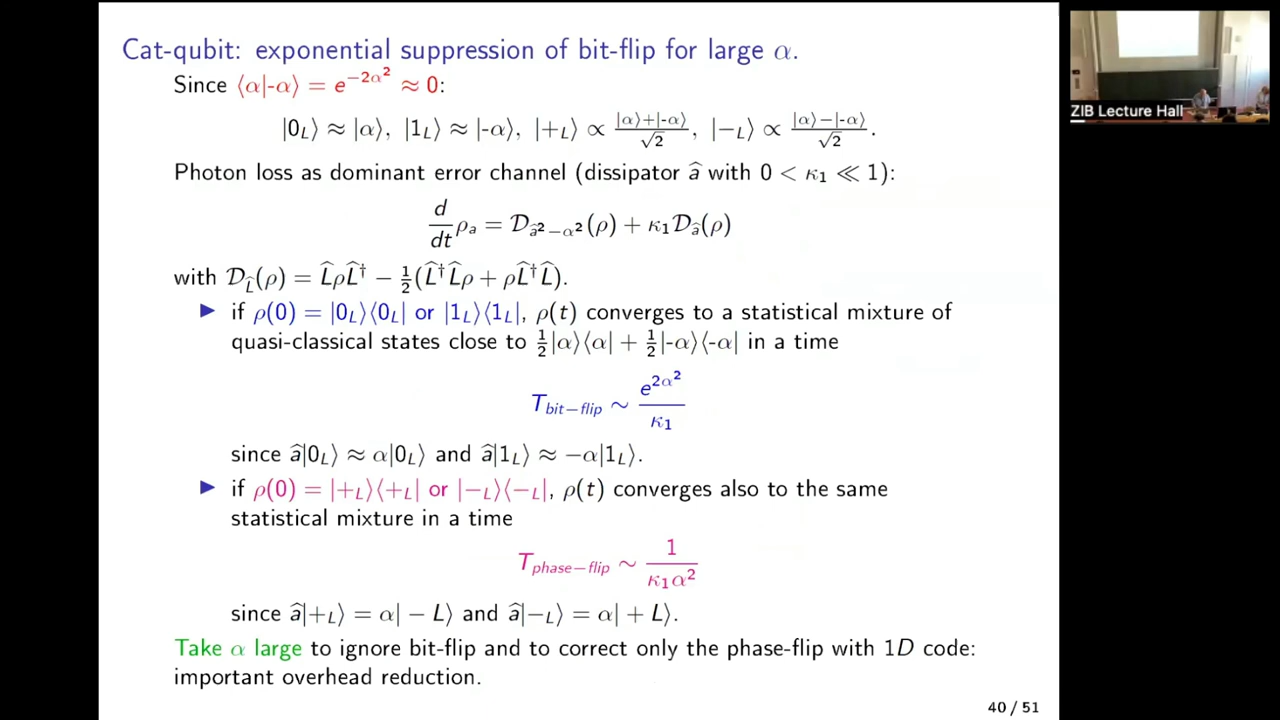 Cat-qubit: exponential suppression of bit-flip for large α.
Since ⟨α|-α⟩ = e^{−2α²} ≈ 0:
|0_L⟩ ≈ |α⟩, |1_L⟩ ≈ |-α⟩, |+_L⟩ ∝ \frac{|α⟩+|-α⟩}{√2}, |−_L⟩ ∝ \frac{|α⟩−|-α⟩}{√2}.
Photon loss as dominant error channel (dissipator â with 0 < κ₁ ≪ 1):
\frac{d}{dt}ρ_a = 𝒟_{â²−α²}(ρ) + κ₁𝒟_â(ρ)
with 𝒟_{L̂}(ρ) = L̂ρL̂† − ½(L̂†L̂ρ + ρL̂†L̂).
▶ if ρ(0) = |0_L⟩⟨0_L| or |1_L⟩⟨1_L|, ρ(t) converges to a statistical mixture of
quasi-classical states close to ½|α⟩⟨α| + ½|-α⟩⟨-α| in a time
T_{bit−flip} ∼ \frac{e^{2α²}}{κ₁}
since â|0_L⟩ ≈ α|0_L⟩ and â|1_L⟩ ≈ −α|1_L⟩.
▶ if ρ(0) = |+_L⟩⟨+_L| or |−_L⟩⟨−_L|, ρ(t) converges also to the same
statistical mixture in a time
T_{phase−flip} ∼ \frac{1}{κ₁α²}
since â|+_L⟩ = α| − L⟩ and â|−_L⟩ = α| + L⟩.
Take α large to ignore bit-flip and to correct only the phase-flip with 1D code:
important overhead reduction.
40 / 51
ZIB Lecture Hall